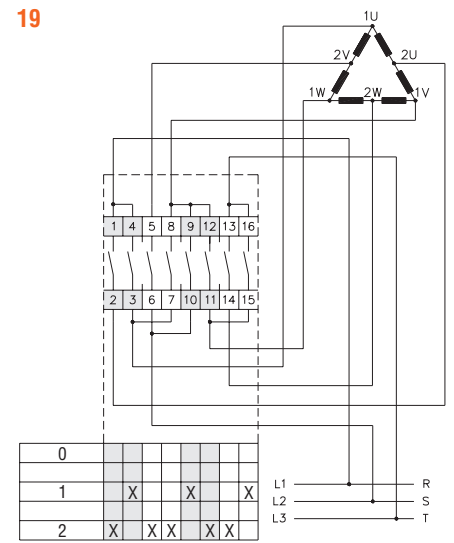 19
1U
2V 2U
1W 2W 1V
1 4 5 8 9 12 13 16
2 3 6 7 10 11 14 15
0
1 X X X
2 X X X X X
L1 R
L2 S
L3 T